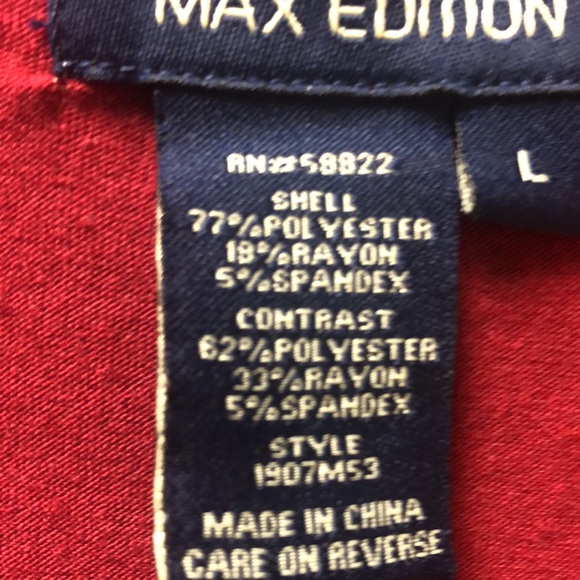 MAX EDITION
L
RN#58822
SHELL
77%POLYESTER
18%RAYON
5%SPANDEX
CONTRAST
62%POLYESTER
33%RAYON
5%SPANDEX
STYLE
1907M53
MADE IN CHINA
CARE ON REVERSE